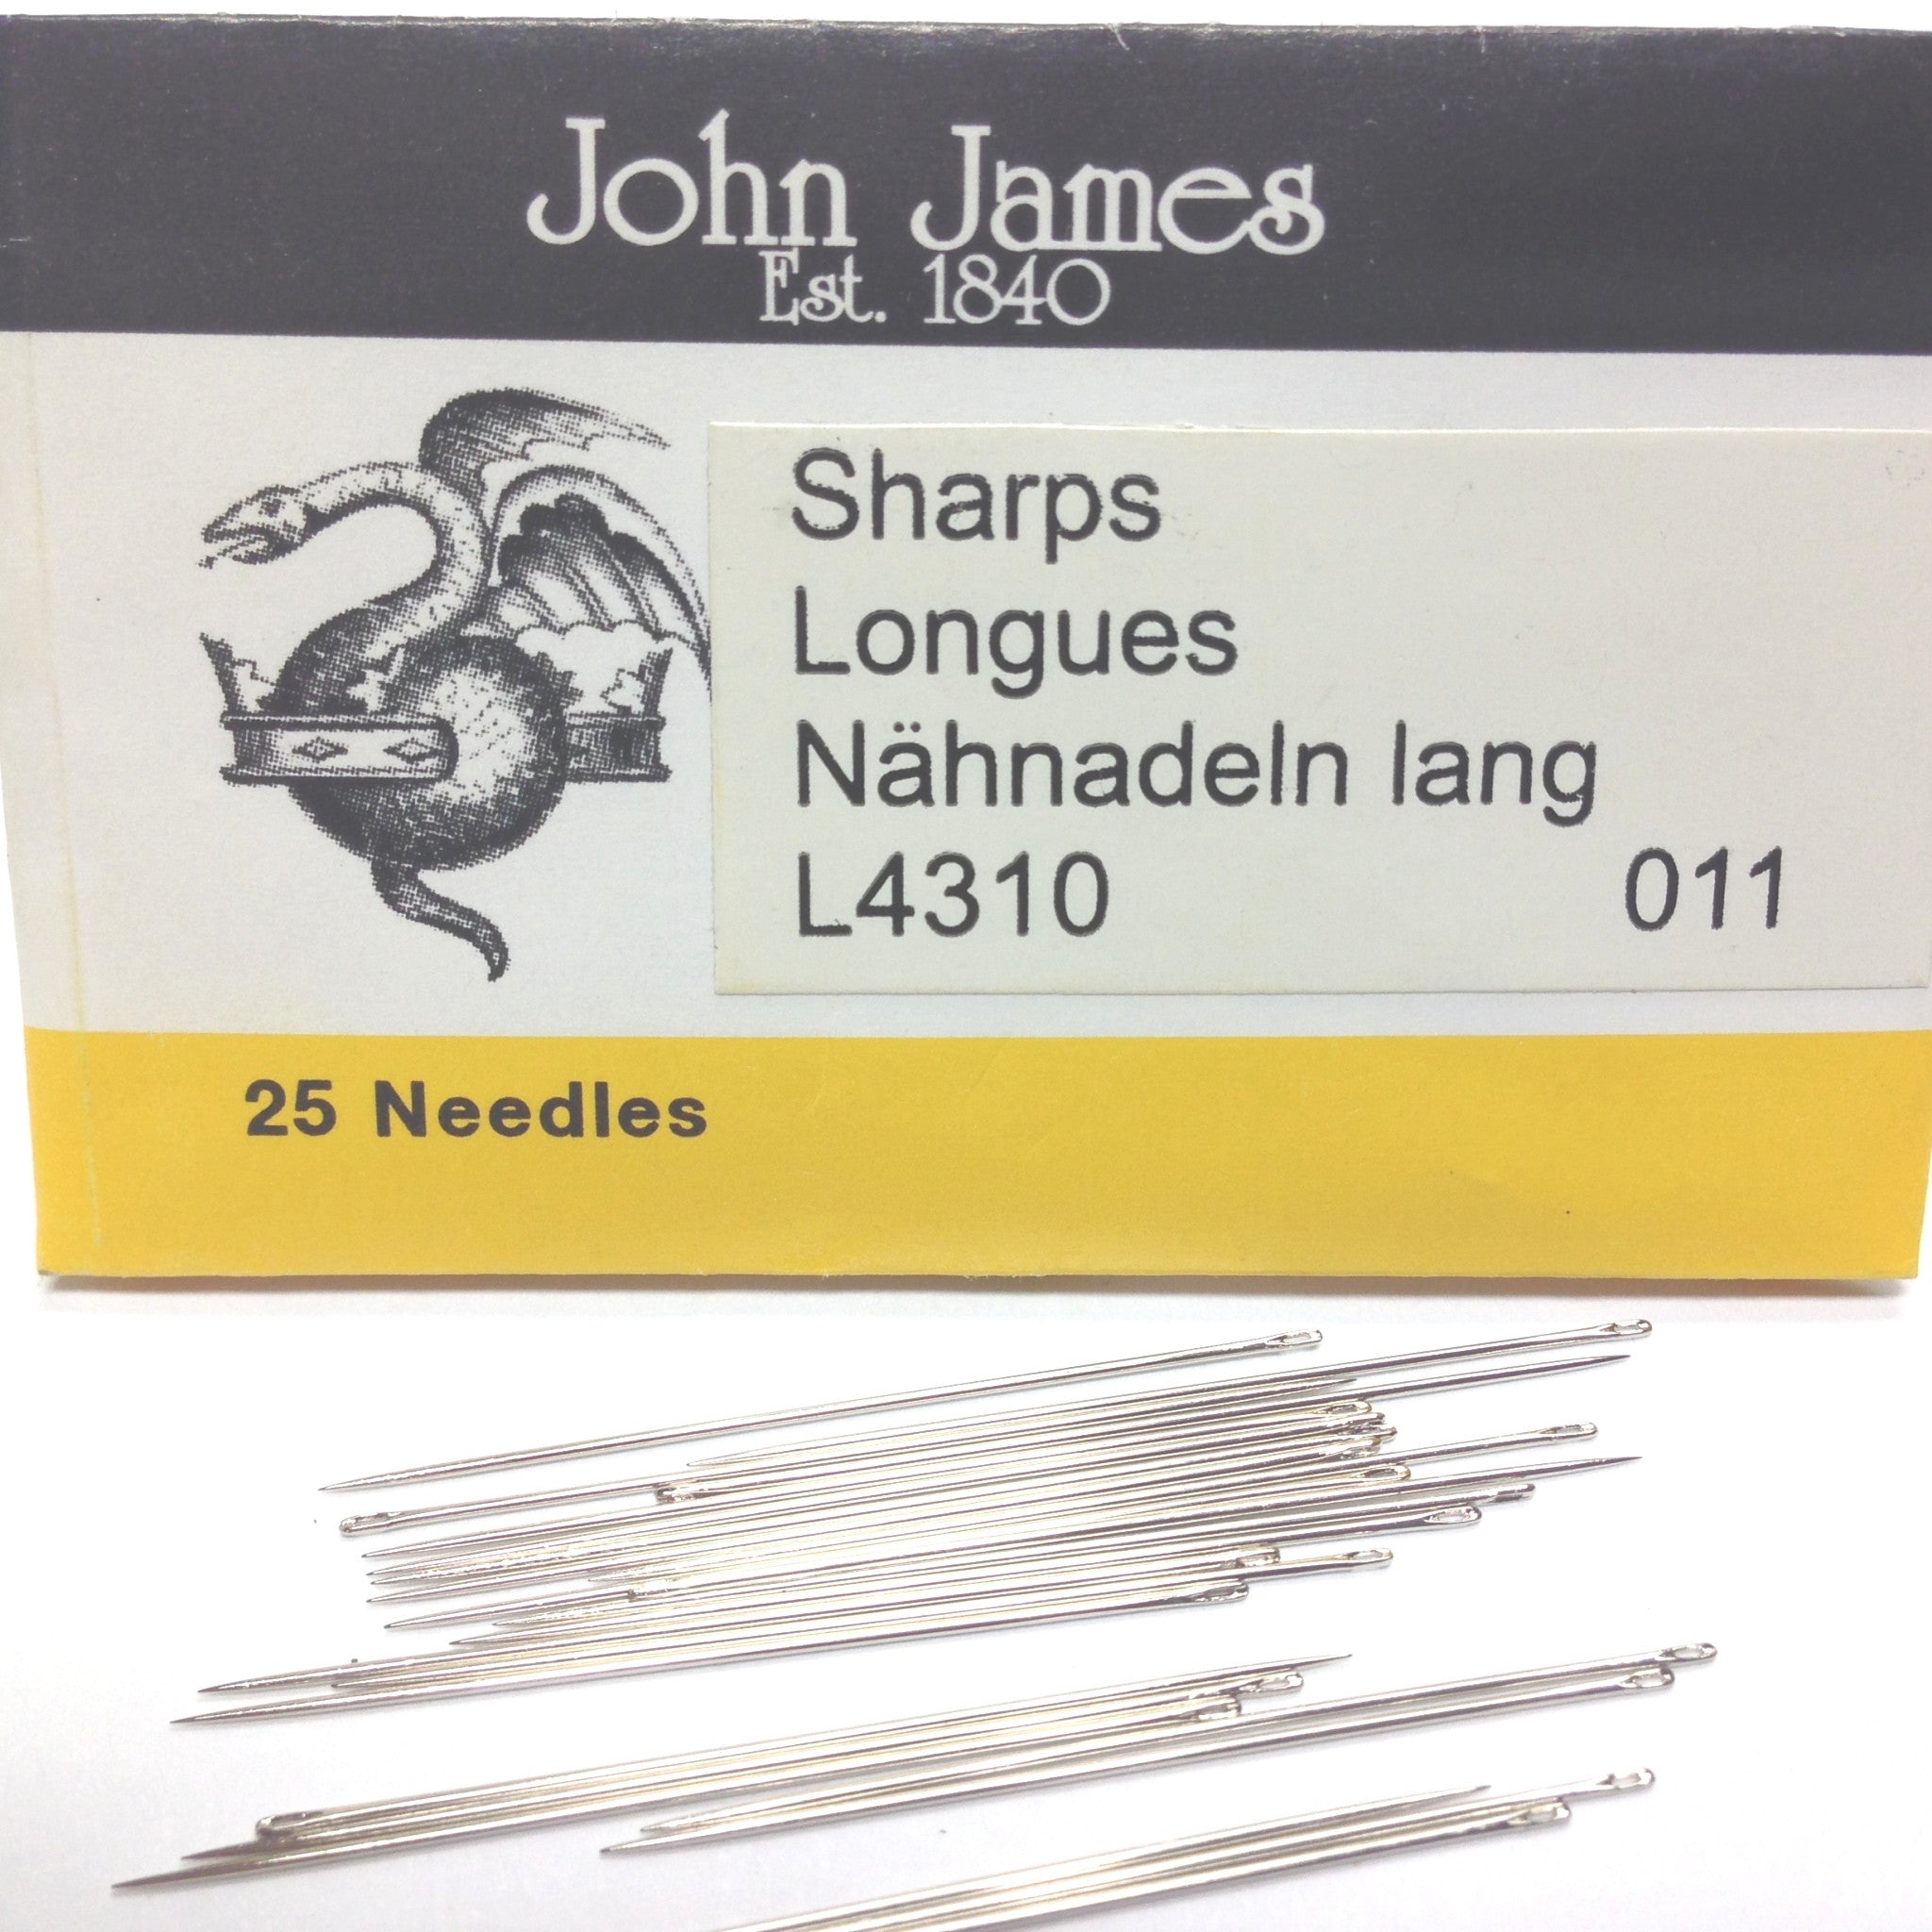 John James
Est. 1840
Sharps
Longues
Nähnadeln lang
L4310 011
25 Needles